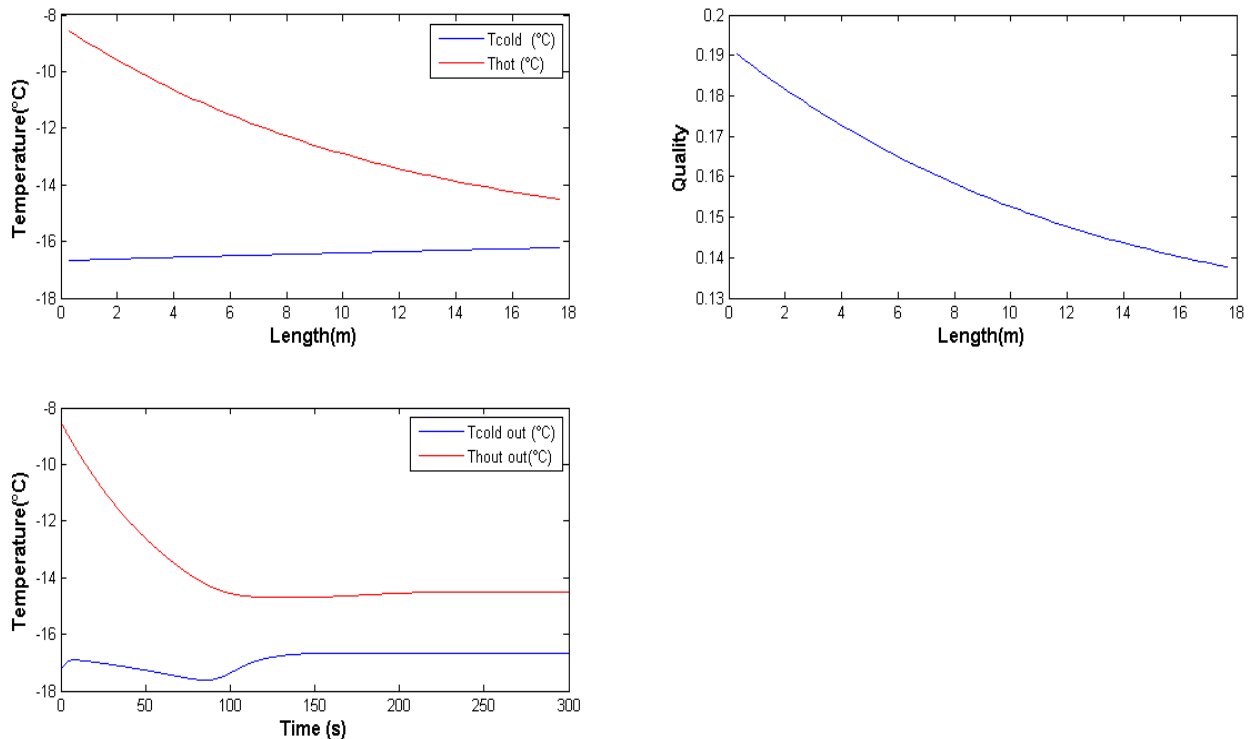 -8
-10
-12
-14
-16
-18
Temperature(°C)
Tcold (°C)
Thot (°C)
0 2 4 6 8 10 12 14 16 18
Length(m)
0.2
0.19
0.18
0.17
0.16
0.15
0.14
0.13
Quality
0 2 4 6 8 10 12 14 16 18
Length(m)
-8
-10
-12
-14
-16
-18
Temperature(°C)
Tcold out (°C)
Thout out(°C)
0 50 100 150 200 250 300
Time (s)